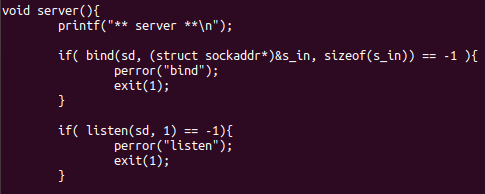 void server(){
        printf("** server **\n");

        if( bind(sd, (struct sockaddr*)&s_in, sizeof(s_in)) == -1 ){
                perror("bind");
                exit(1);
        }

        if( listen(sd, 1) == -1){
                perror("listen");
                exit(1);
        }